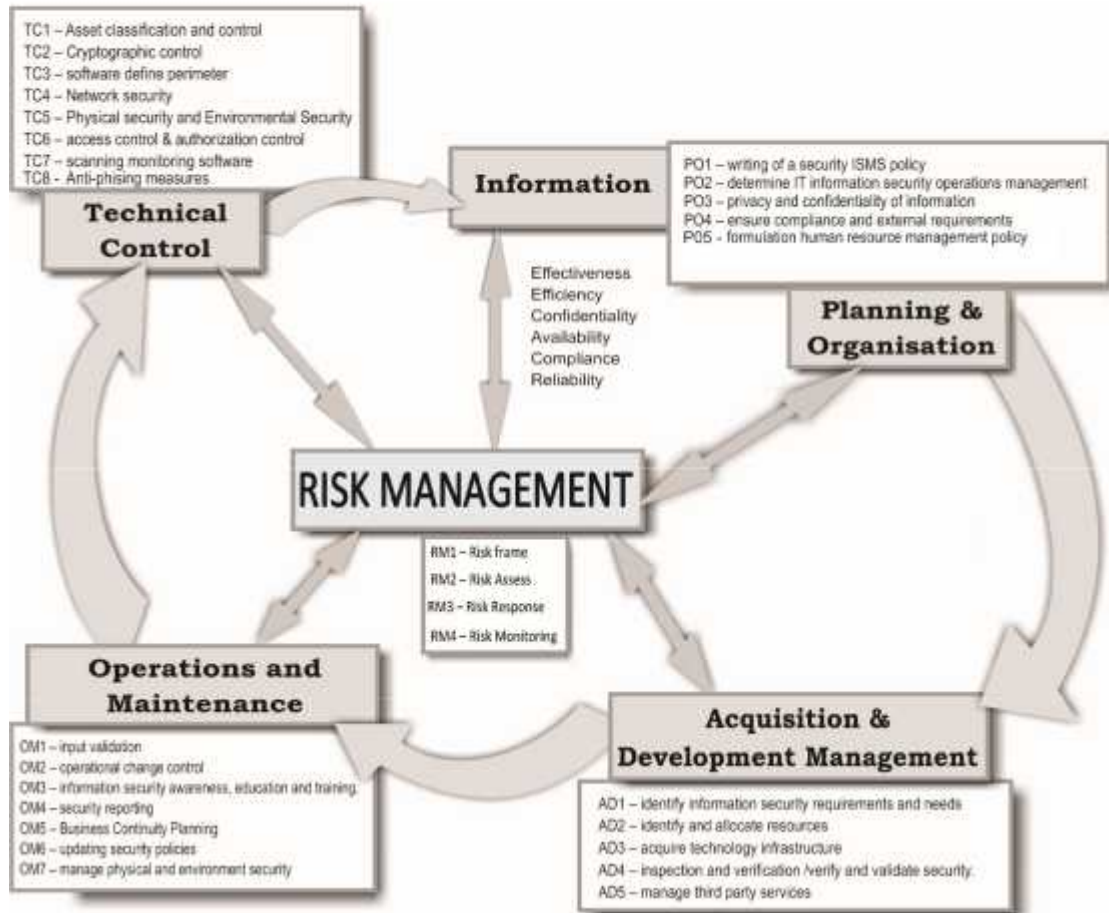 TC1 – Asset classification and control
TC2 – Cryptographic control
TC3 – software define perimeter
TC4 – Network security
TC5 – Physical security and Environmental Security
TC6 – access control & authorization control
TC7 – scanning monitoring software
TC8 - Anti-phising measures
Technical
Control
Information
PO1 – writing of a security ISMS policy
PO2 – determine IT information security operations management
PO3 – privacy and confidentiality of information
PO4 – ensure compliance and external requirements
PO5 - formulation human resource management policy
Planning &
Organisation
Effectiveness
Efficiency
Confidentiality
Availability
Compliance
Reliability
RISK MANAGEMENT
RM1 – Risk frame
RM2 – Risk Assess
RM3 – Risk Response
RM4 – Risk Monitoring
Operations and
Maintenance
OM1 – input validation
OM2 – operational change control
OM3 – information security awareness, education and training.
OM4 – security reporting
OM5 – Business Continuity Planning
OM6 – updating security policies
OM7 – manage physical and environment security
Acquisition &
Development Management
AD1 – identify information security requirements and needs
AD2 – identify and allocate resources
AD3 – acquire technology infrastructure
AD4 – inspection and verification /verify and validate security.
AD5 – manage third party services